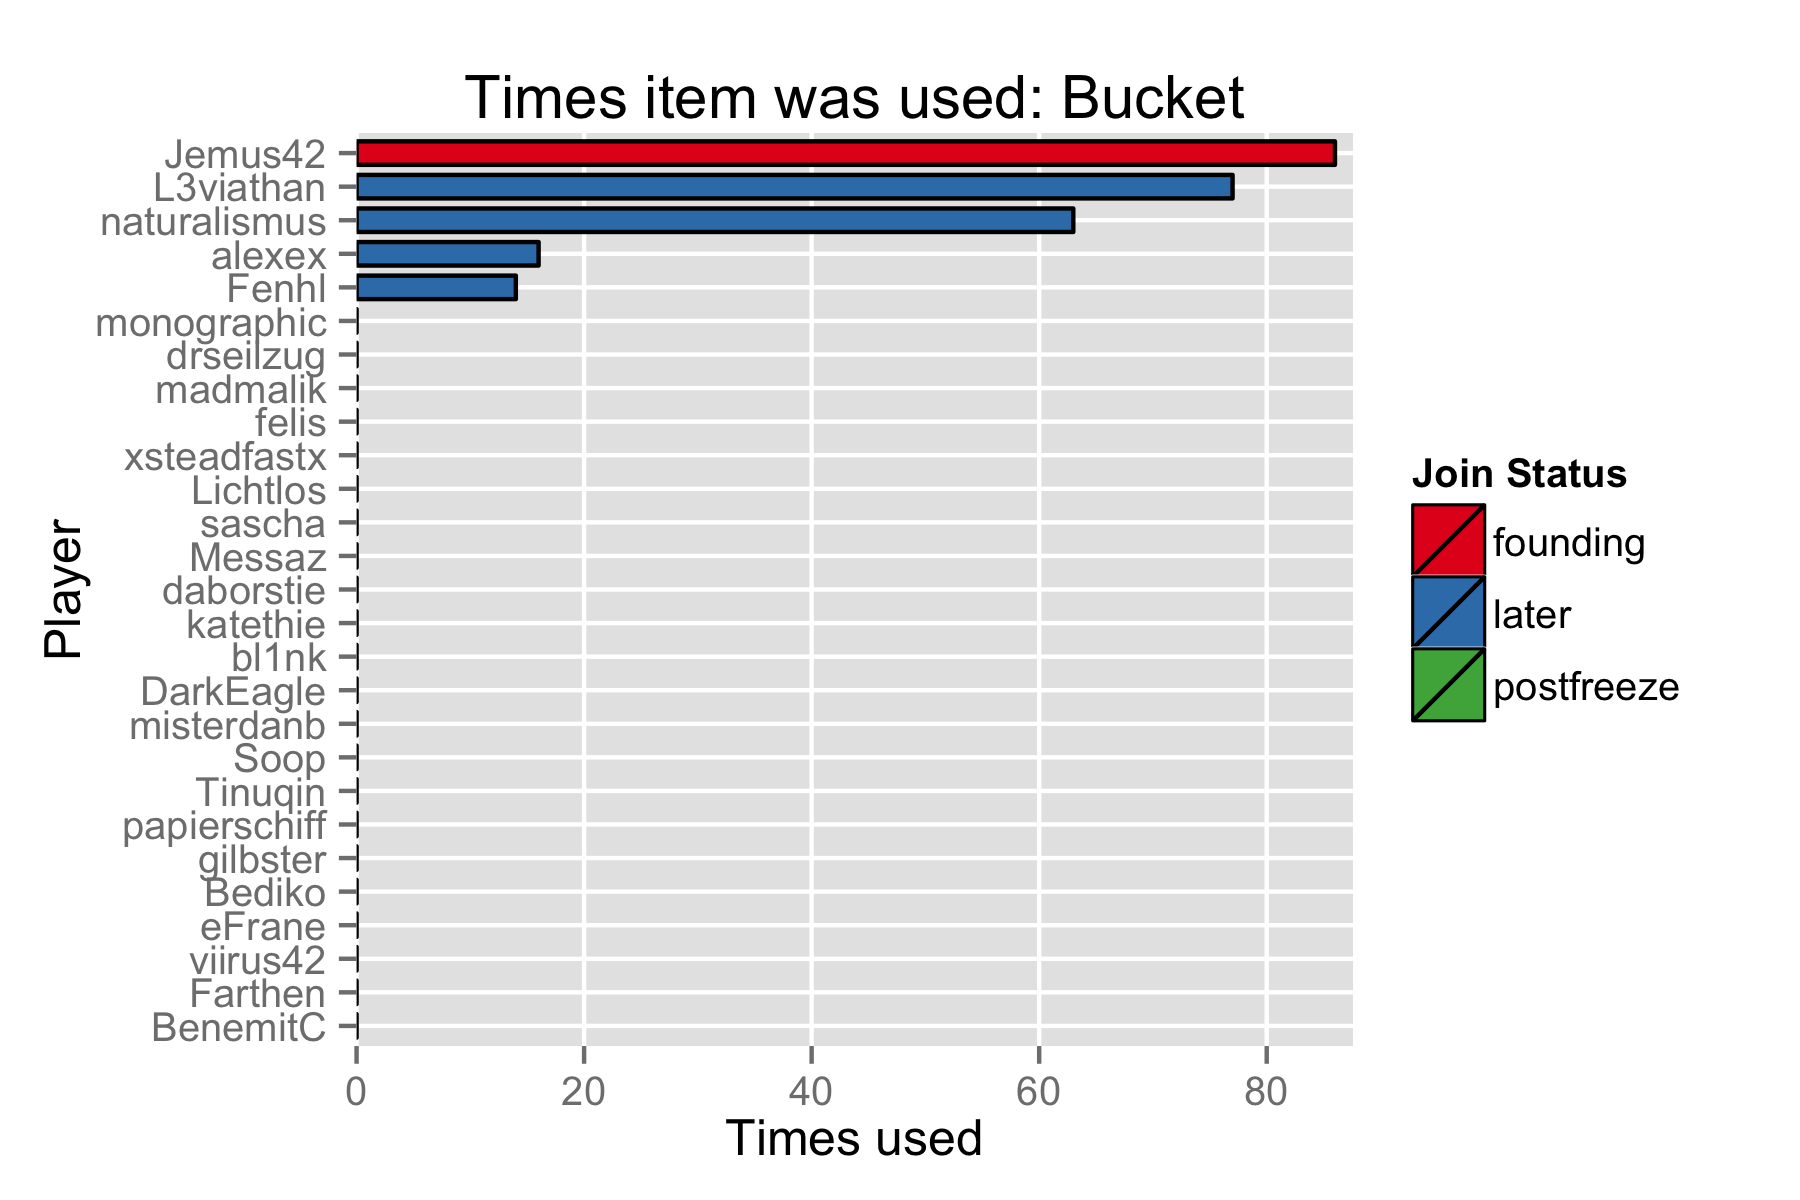 Times item was used: Bucket
Jemus42
L3viathan
naturalismus
alexex
Fenhl
monographic
drseilzug
madmalik
felis
xsteadfastx
Lichtlos
sascha
Messaz
daborstie
katethie
bl1nk
DarkEagle
misterdanb
Soop
Tinuqin
papierschiff
gilbster
Bediko
eFrane
viirus42
Farthen
BenemitC
Player
0 20 40 60 80
Times used
Join Status
founding
later
postfreeze